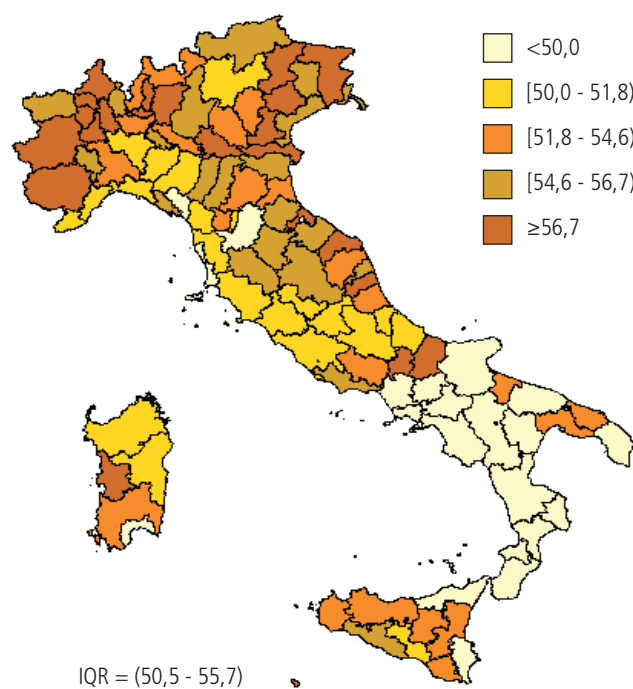 <50,0
[50,0 - 51,8)
[51,8 - 54,6)
[54,6 - 56,7)
≥56,7
IQR = (50,5 - 55,7)